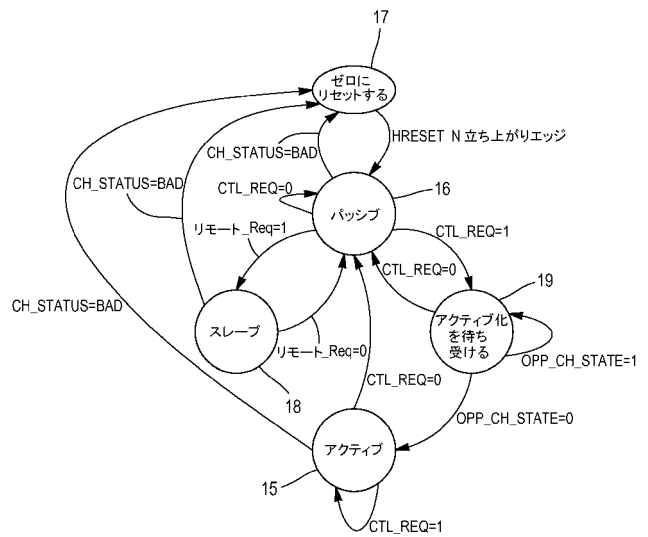 17
ゼロに
リセットする
HRESET N 立ち上がりエッジ
CH_STATUS=BAD
CH_STATUS=BAD
CTL_REQ=0
16
パッシブ
リモート_Req=1
CTL_REQ=1
CTL_REQ=0
19
CH_STATUS=BAD
スレーブ
アクティブ化
を待ち
受ける
リモート_Req=0
OPP_CH_STATE=1
18
CTL_REQ=0
OPP_CH_STATE=0
アクティブ
15
CTL_REQ=1